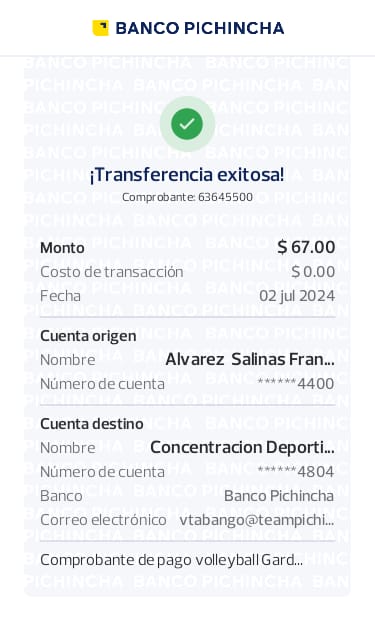 BANCO PICHINCHA
¡Transferencia exitosa!
Comprobante: 63645500
Monto $ 67.00
Costo de transacción $ 0.00
Fecha 02 jul 2024
Cuenta origen
Nombre Alvarez Salinas Fran...
Número de cuenta ******4400
Cuenta destino
Nombre Concentracion Deporti...
Número de cuenta ******4804
Banco Banco Pichincha
Correo electrónico vtabango@teampichi...
Comprobante de pago volleyball Gard...